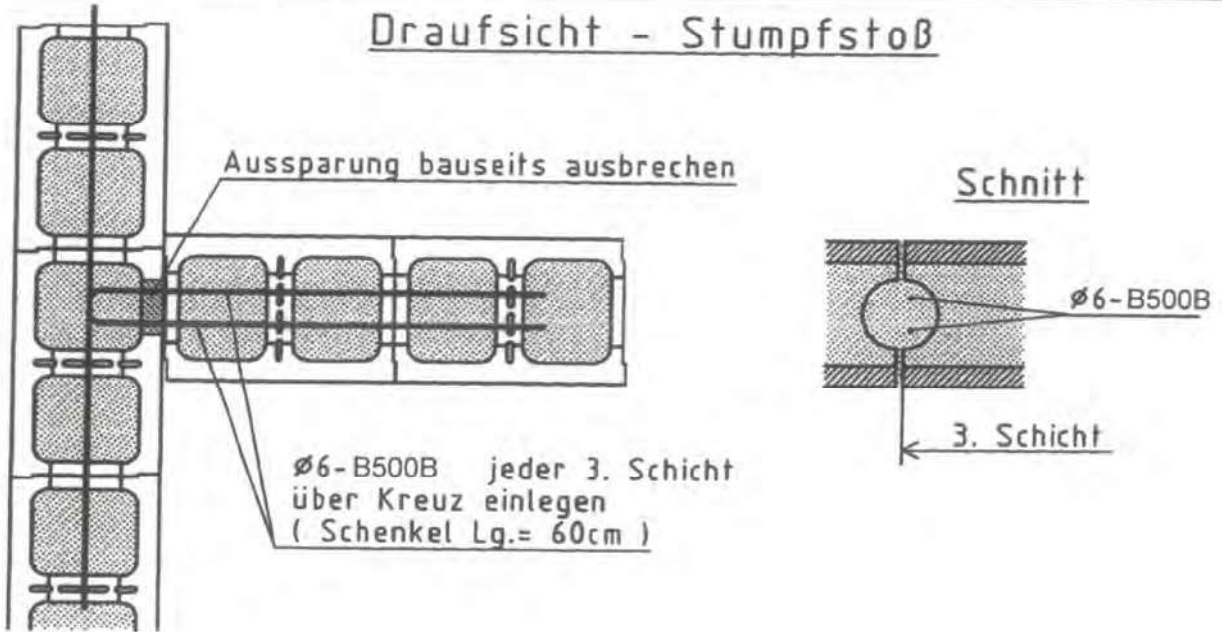 Draufsicht - Stumpfstoß
Aussparung bauseits ausbrechen
Schnitt
ø6-B500B
3. Schicht
ø6-B500B jeder 3. Schicht
über Kreuz einlegen
( Schenkel Lg.= 60cm )